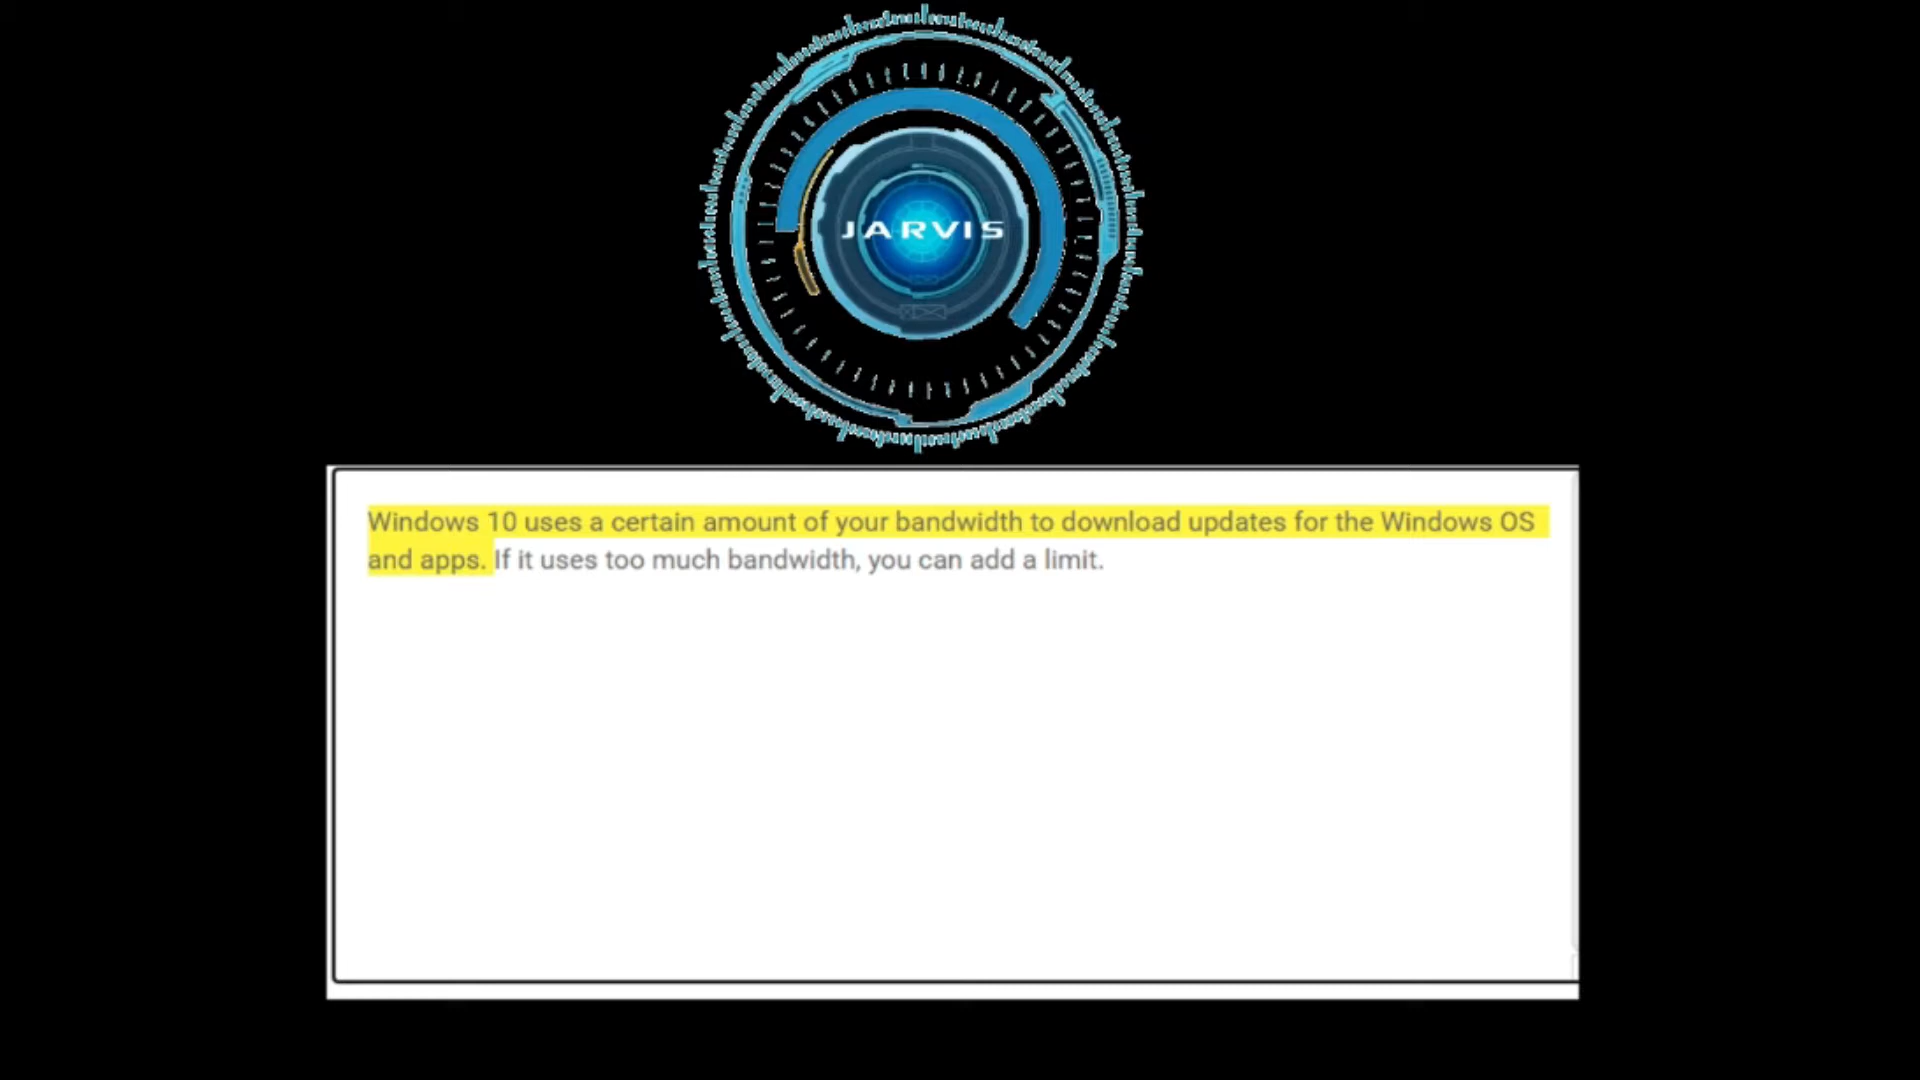 JARVIS
Windows 10 uses a certain amount of your bandwidth to download updates for the Windows OS
and apps. If it uses too much bandwidth, you can add a limit.